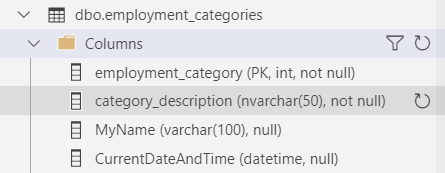 dbo.employment_categories
Columns
employment_category (PK, int, not null)
category_description (nvarchar(50), not null)
MyName (varchar(100), null)
CurrentDateAndTime (datetime, null)